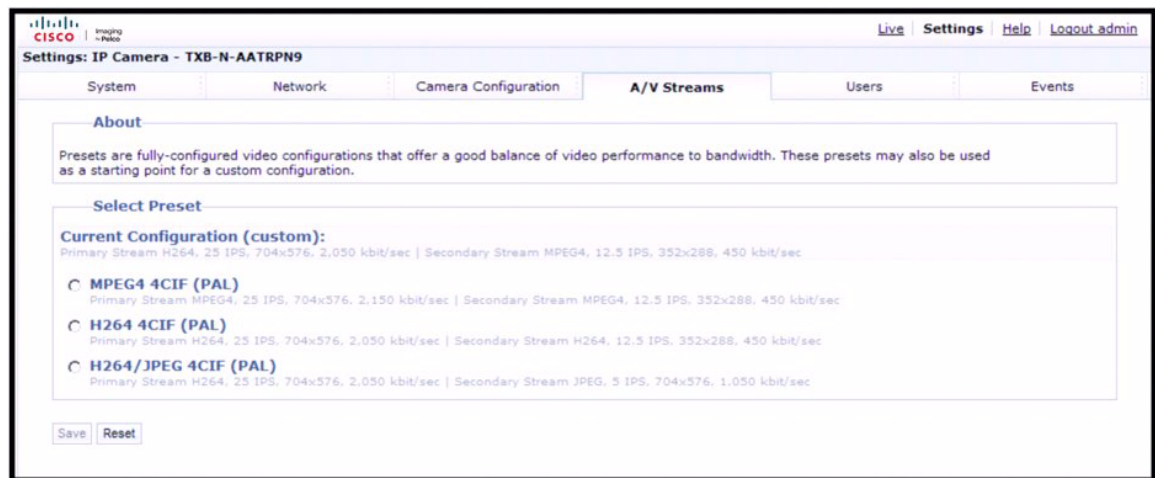 CISCO
Imaging
by Pelco
Live Settings Help Logout admin
Settings: IP Camera - TXB-N-AATRPN9
System Network Camera Configuration A/V Streams Users Events
About
Presets are fully-configured video configurations that offer a good balance of video performance to bandwidth. These presets may also be used
as a starting point for a custom configuration.
Select Preset
Current Configuration (custom):
Primary Stream H264, 25 IPS, 704x576, 2,050 kbit/sec | Secondary Stream MPEG4, 12.5 IPS, 352x288, 450 kbit/sec
MPEG4 4CIF (PAL)
Primary Stream MPEG4, 25 IPS, 704x576, 2,150 kbit/sec | Secondary Stream MPEG4, 12.5 IPS, 352x288, 450 kbit/sec
H264 4CIF (PAL)
Primary Stream H264, 25 IPS, 704x576, 2,050 kbit/sec | Secondary Stream H264, 12.5 IPS, 352x288, 450 kbit/sec
H264/JPEG 4CIF (PAL)
Primary Stream H264, 25 IPS, 704x576, 2,050 kbit/sec | Secondary Stream JPEG, 5 IPS, 704x576, 1,050 kbit/sec
Save Reset